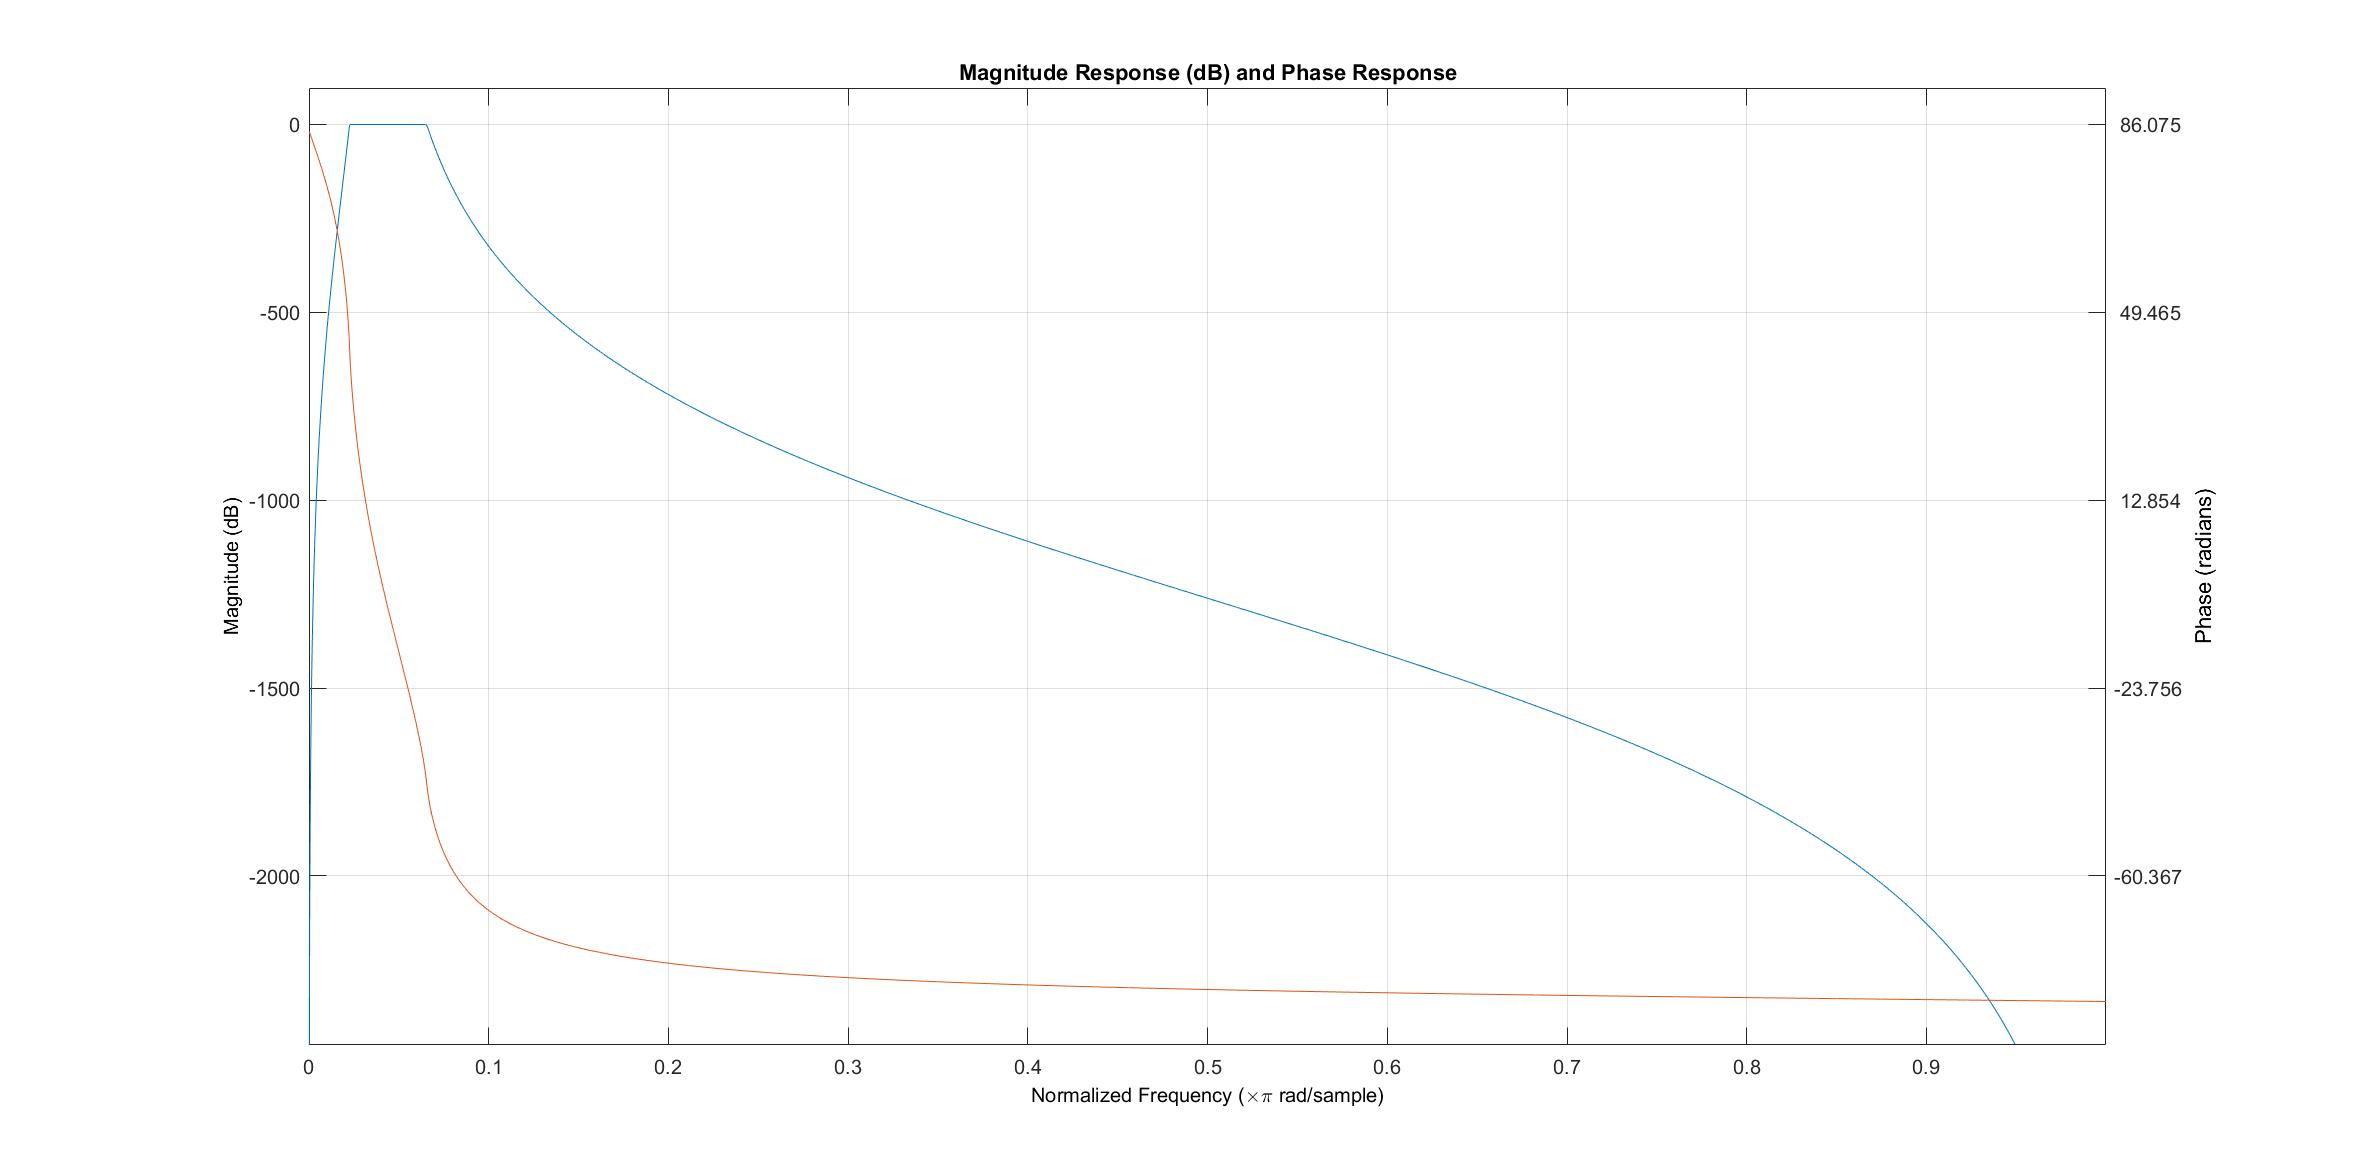 Magnitude Response (dB) and Phase Response
0
-500
-1000
-1500
-2000
Magnitude (dB)
86.075
49.465
12.854
-23.756
-60.367
Phase (radians)
0 0.1 0.2 0.3 0.4 0.5 0.6 0.7 0.8 0.9
Normalized Frequency (×π rad/sample)